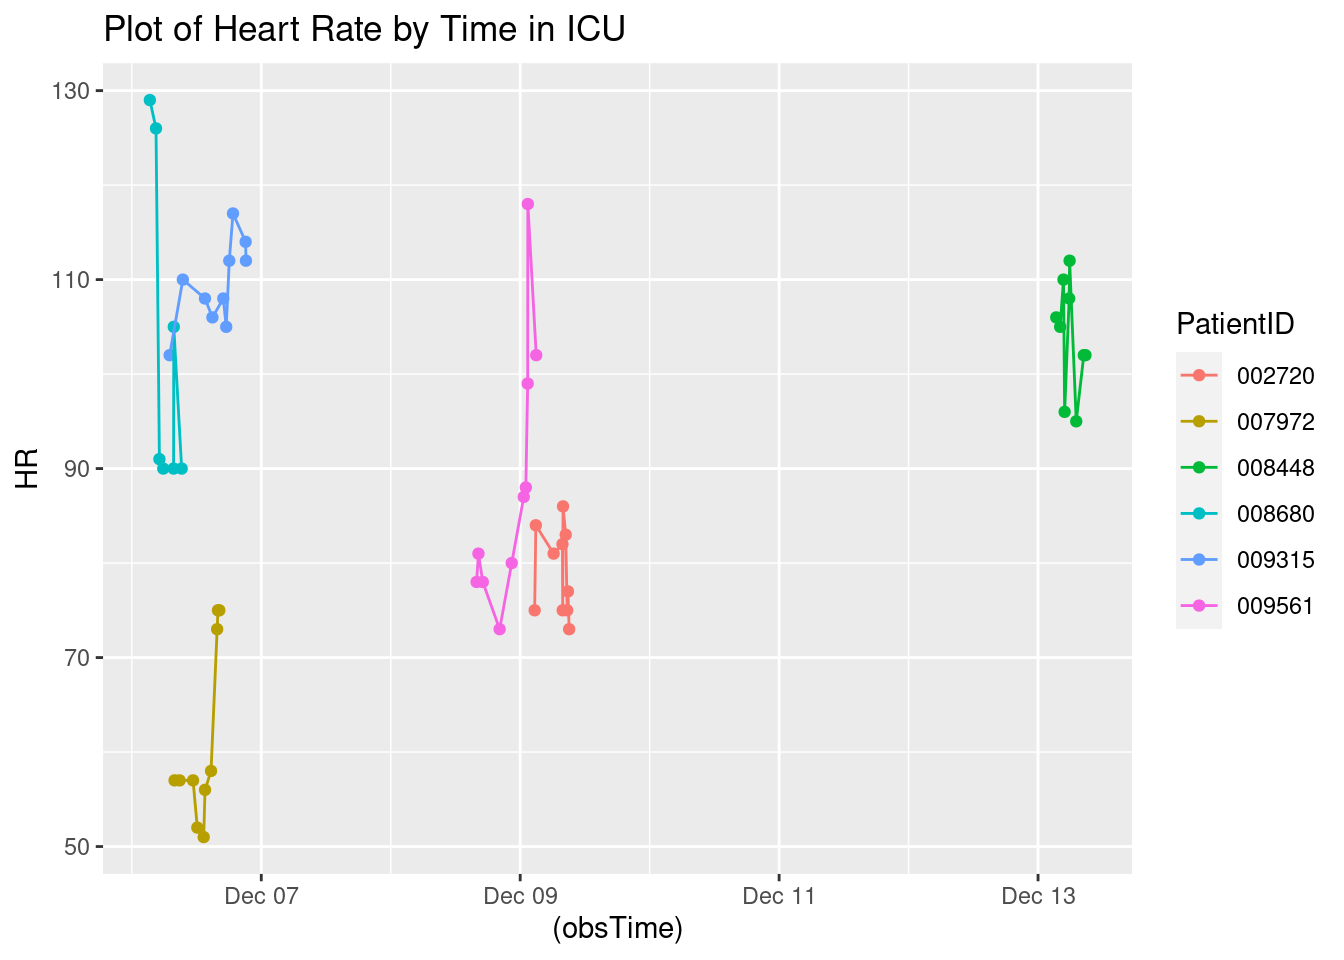 Plot of Heart Rate by Time in ICU
130
110
90
70
50
HR
Dec 07
Dec 09
Dec 11
Dec 13
(obsTime)
PatientID
002720
007972
008448
008680
009315
009561